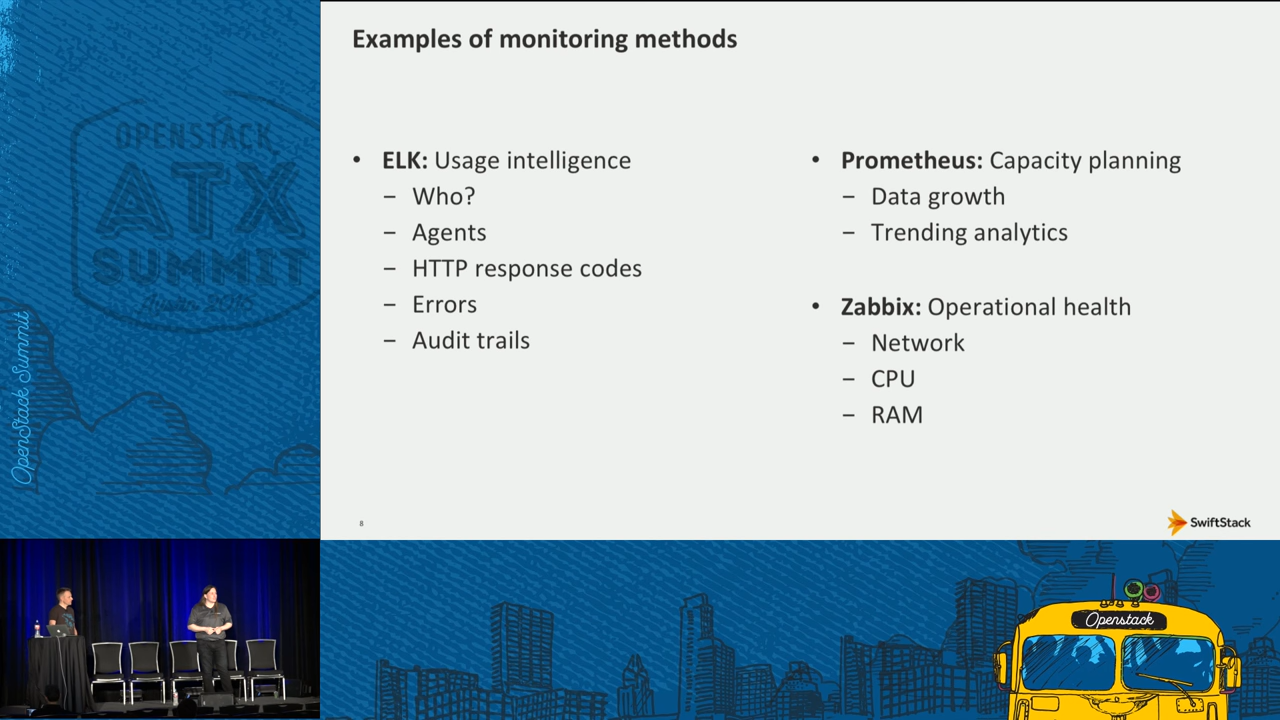 Examples of monitoring methods
• ELK: Usage intelligence
– Who?
– Agents
– HTTP response codes
– Errors
– Audit trails
• Prometheus: Capacity planning
– Data growth
– Trending analytics
• Zabbix: Operational health
– Network
– CPU
– RAM
8
SwiftStack
OPENSTACK
ATX
SUMMIT
Austin 2016
OpenStack Summit
Openstack